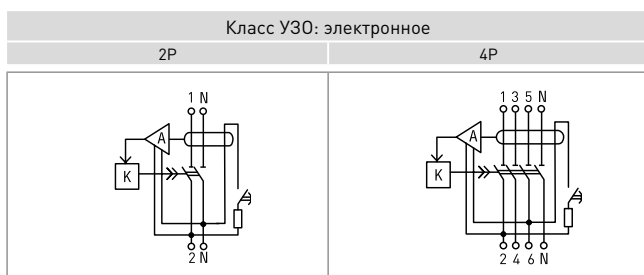 Класс УЗО: электронное
2P 4P
1 N
A
K
2 N
1 3 5 N
A
K
2 4 6 N